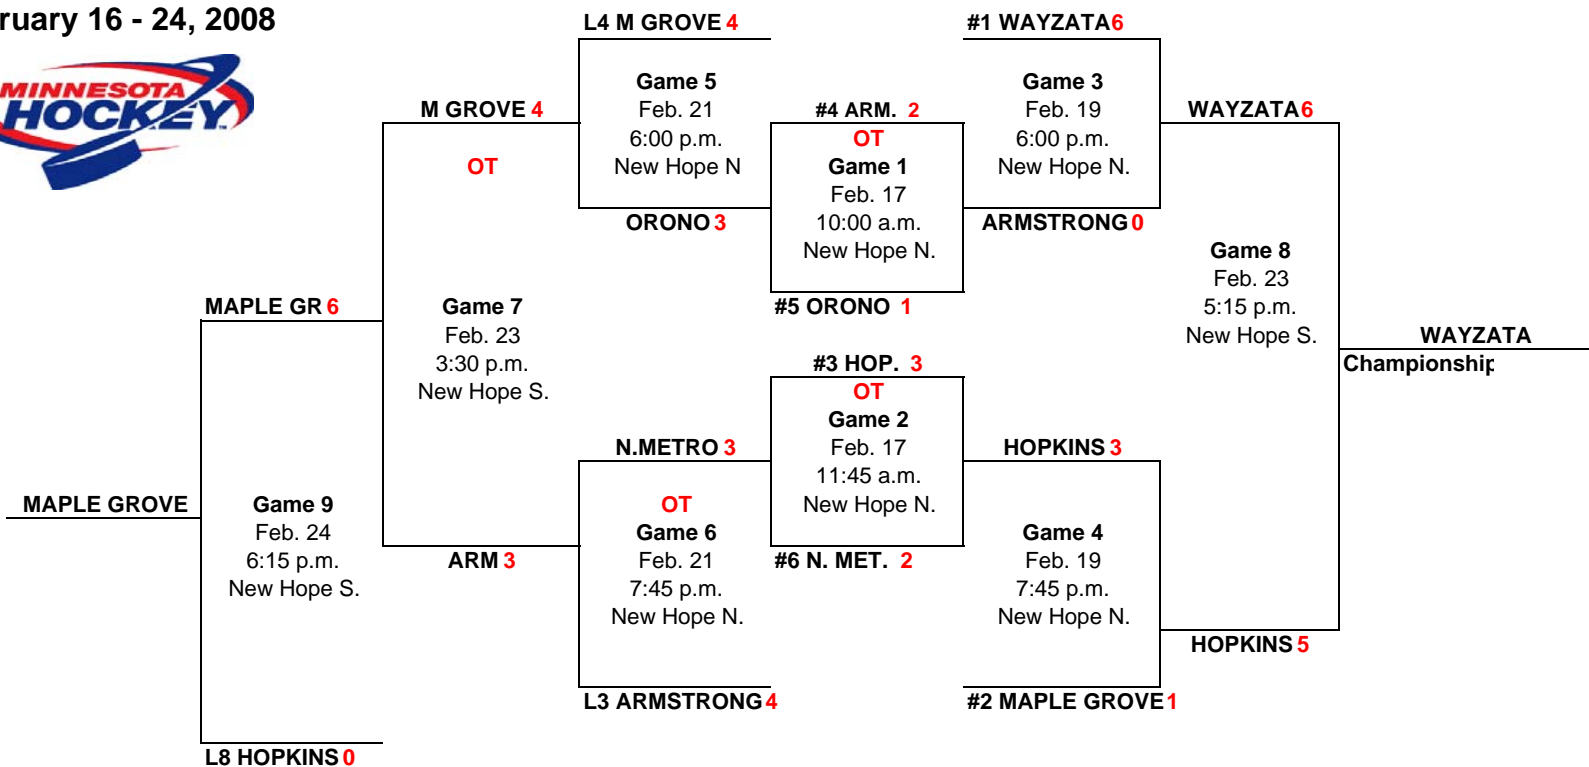 ruary 16 - 24, 2008
MINNESOTA
HOCKEY
L4 M GROVE 4
#1 WAYZATA 6
Game 5
Feb. 21
6:00 p.m.
New Hope N
Game 3
Feb. 19
6:00 p.m.
New Hope N.
M GROVE 4
OT
#4 ARM. 2
OT
Game 1
Feb. 17
10:00 a.m.
New Hope N.
WAYZATA 6
ORONO 3
ARMSTRONG 0
#5 ORONO 1
Game 8
Feb. 23
5:15 p.m.
New Hope S.
MAPLE GR 6
Game 7
Feb. 23
3:30 p.m.
New Hope S.
WAYZATA
Championship
#3 HOP. 3
OT
Game 2
Feb. 17
11:45 a.m.
New Hope N.
N.METRO 3
HOPKINS 3
MAPLE GROVE
Game 9
Feb. 24
6:15 p.m.
New Hope S.
OT
Game 6
Feb. 21
7:45 p.m.
New Hope N.
Game 4
Feb. 19
7:45 p.m.
New Hope N.
ARM 3
#6 N. MET. 2
HOPKINS 5
L3 ARMSTRONG 4
#2 MAPLE GROVE 1
L8 HOPKINS 0